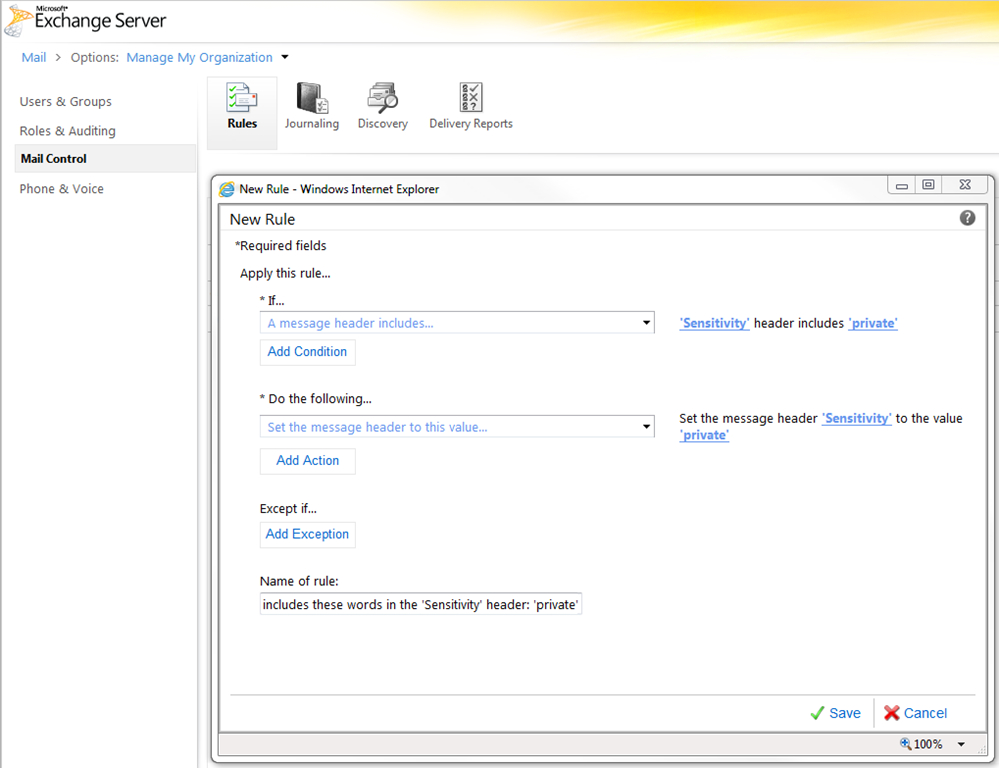 Microsoft®
Exchange Server
Mail > Options: Manage My Organization
Users & Groups
Roles & Auditing
Mail Control
Phone & Voice
Rules
Journaling
Discovery
Delivery Reports
New Rule - Windows Internet Explorer
New Rule
?
*Required fields
Apply this rule...
* If...
A message header includes...
'Sensitivity' header includes 'private'
Add Condition
* Do the following...
Set the message header to this value...
Set the message header 'Sensitivity' to the value
'private'
Add Action
Except if...
Add Exception
Name of rule:
includes these words in the 'Sensitivity' header: 'private'
Save
Cancel
100%